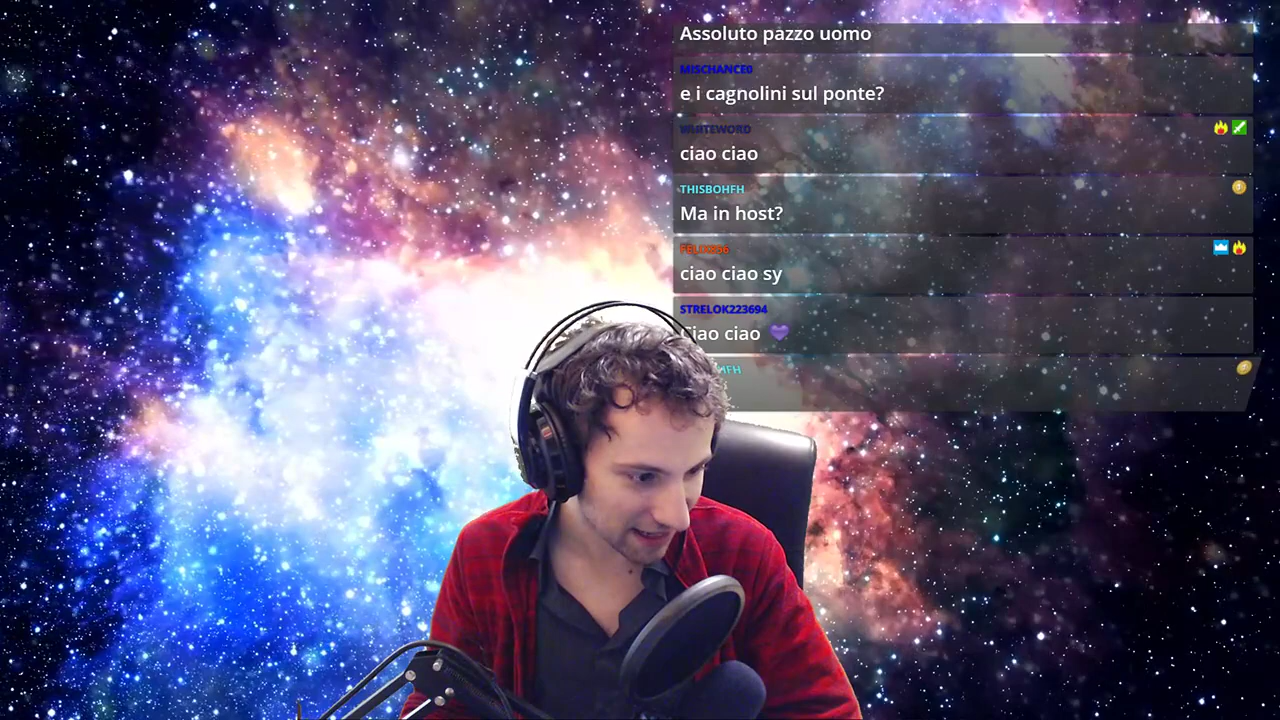 Assoluto pazzo uomo
MISCHANCE0
e i cagnolini sul ponte?
WHITEWORD
ciao ciao
THISBOHFH
Ma in host?
ciao ciao sy
STRELOK223694
Ciao ciao